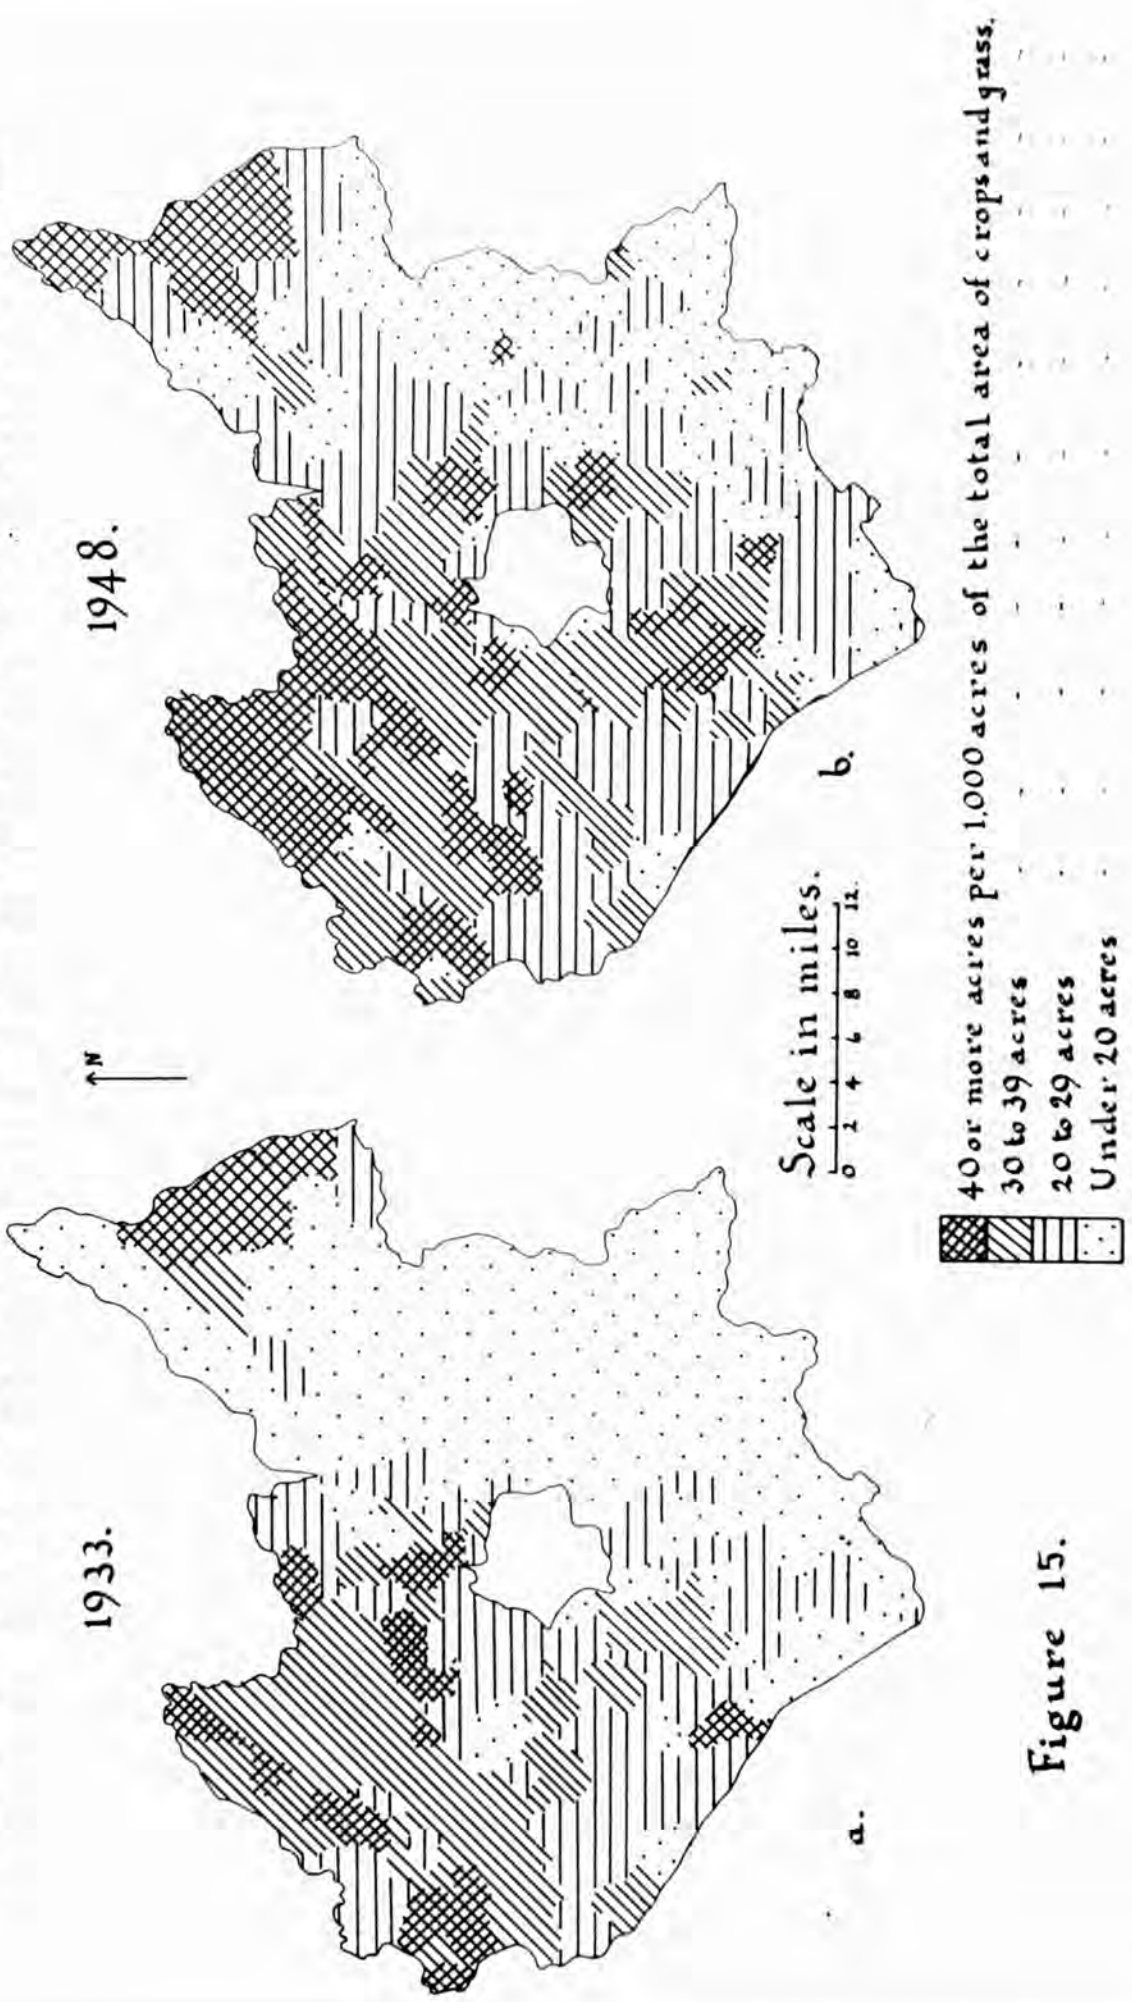 1933.
1948.
N
a.
b.
Scale in miles.
0 2 4 6 8 10 12
40 or more acres per 1,000 acres of the total area of crops and grass.
30 to 39 acres
20 to 29 acres
Under 20 acres
Figure 15.